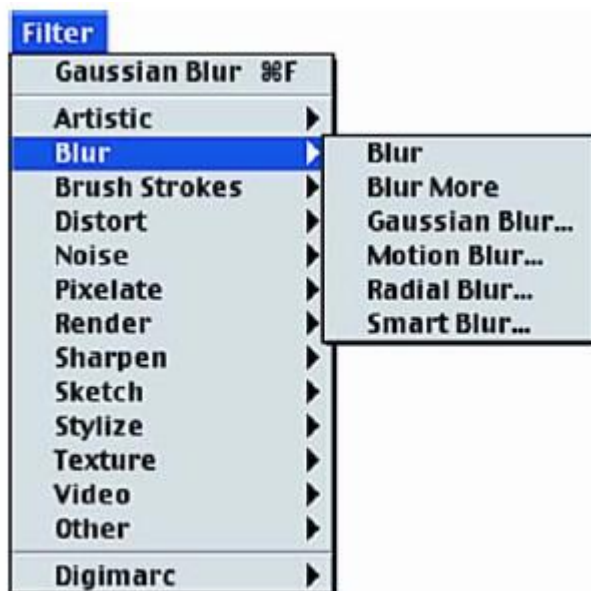 Filter
Gaussian Blur ⌘F
Artistic
Blur
Brush Strokes
Distort
Noise
Pixelate
Render
Sharpen
Sketch
Stylize
Texture
Video
Other
Digimarc
Blur
Blur More
Gaussian Blur...
Motion Blur...
Radial Blur...
Smart Blur...